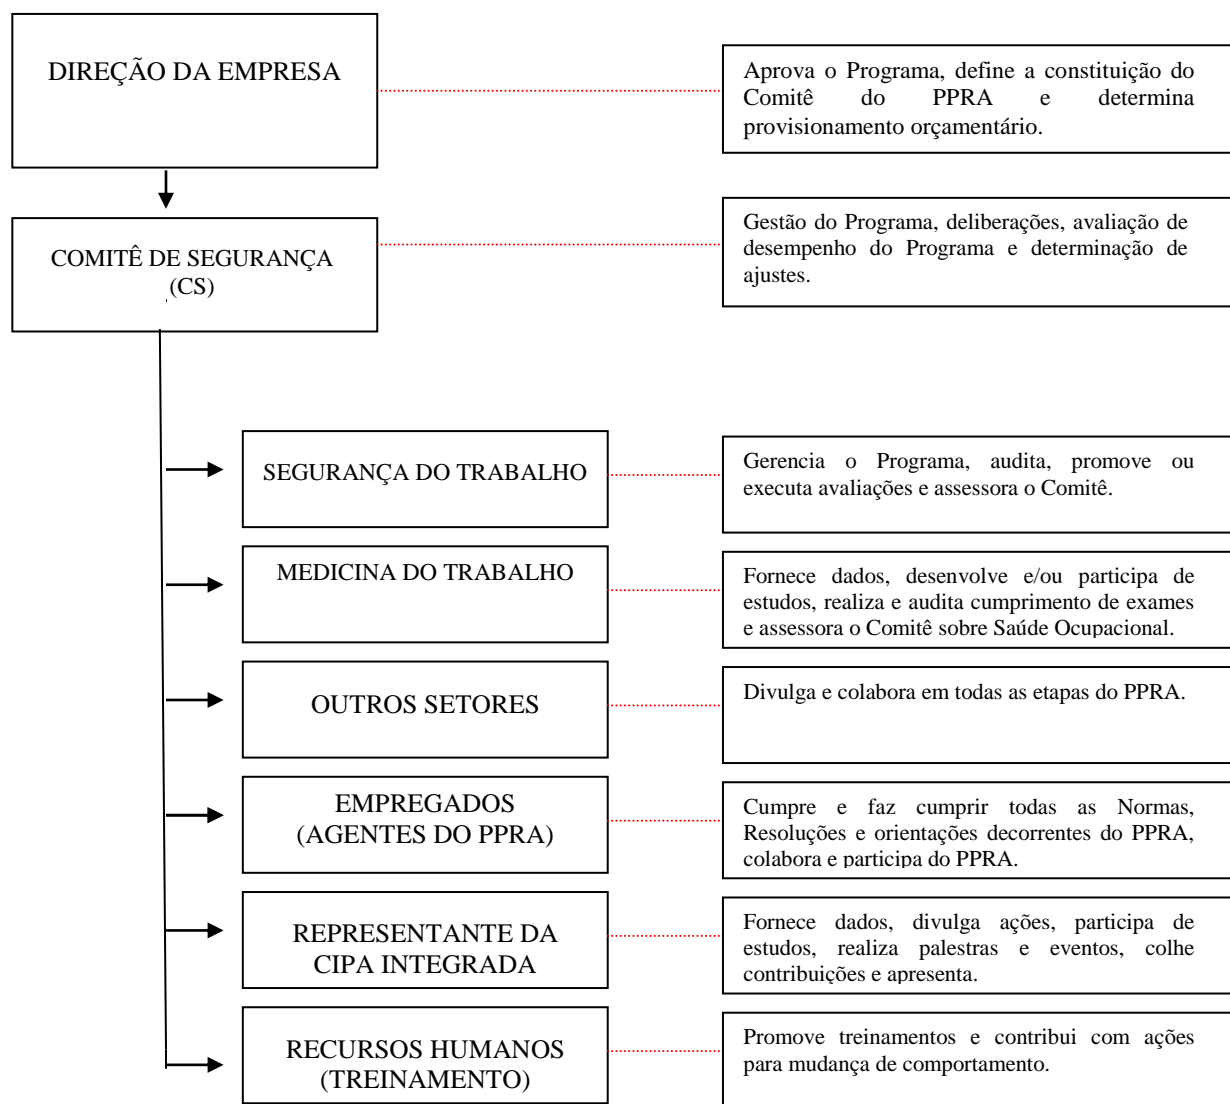 DIREÇÃO DA EMPRESA
Aprova o Programa, define a constituição do
Comitê do PPRA e determina
provisionamento orçamentário.
COMITÊ DE SEGURANÇA
(CS)
Gestão do Programa, deliberações, avaliação de
desempenho do Programa e determinação de
ajustes.
SEGURANÇA DO TRABALHO
Gerencia o Programa, audita, promove ou
executa avaliações e assessora o Comitê.
MEDICINA DO TRABALHO
Fornece dados, desenvolve e/ou participa de
estudos, realiza e audita cumprimento de exames
e assessora o Comitê sobre Saúde Ocupacional.
OUTROS SETORES
Divulga e colabora em todas as etapas do PPRA.
EMPREGADOS
(AGENTES DO PPRA)
Cumpre e faz cumprir todas as Normas,
Resoluções e orientações decorrentes do PPRA,
colabora e participa do PPRA.
REPRESENTANTE DA
CIPA INTEGRADA
Fornece dados, divulga ações, participa de
estudos, realiza palestras e eventos, colhe
contribuições e apresenta.
RECURSOS HUMANOS
(TREINAMENTO)
Promove treinamentos e contribui com ações
para mudança de comportamento.